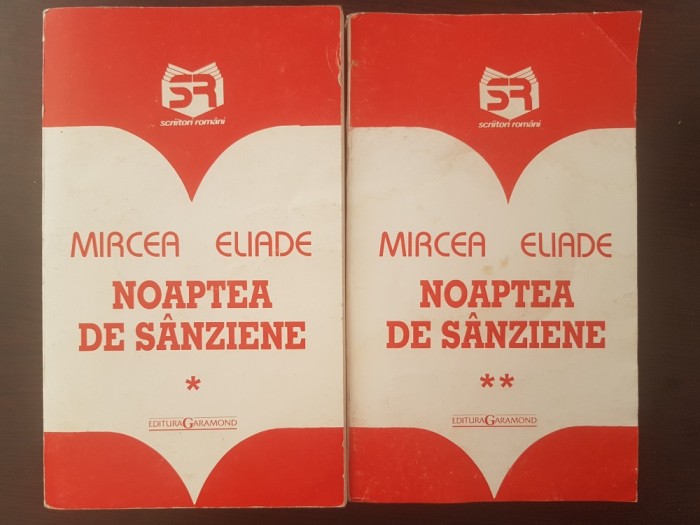 SR
scriitori români
MIRCEA ELIADE
NOAPTEA
DE SÂNZIENE
*
EDITURA GARAMOND
SR
scriitori români
MIRCEA ELIADE
NOAPTEA
DE SÂNZIENE
**
EDITURA GARAMOND